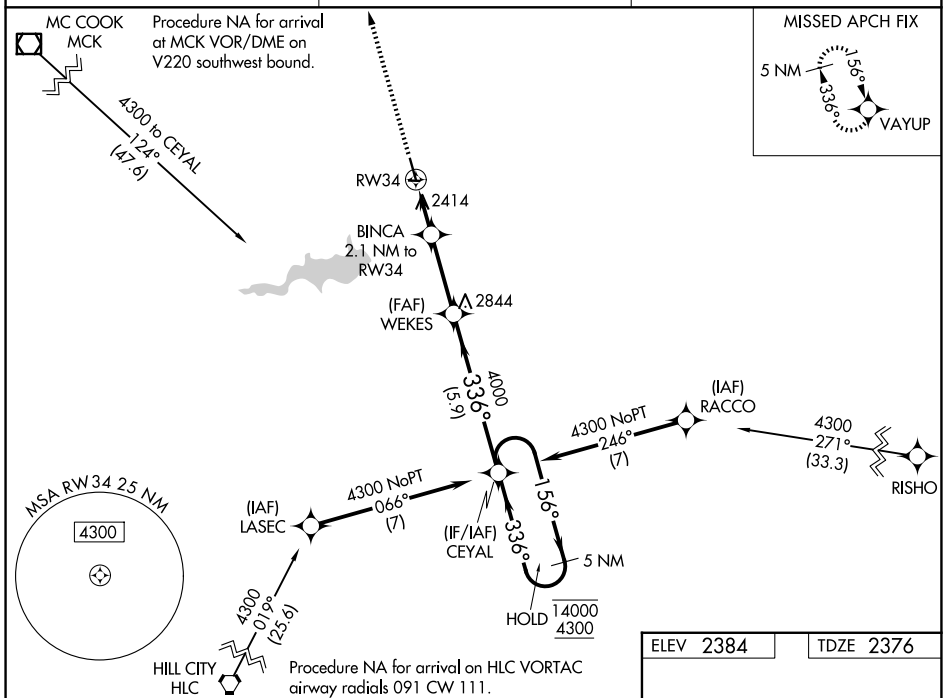 MC COOK
MCK
Procedure NA for arrival
at MCK VOR/DME on
V220 southwest bound.
MISSED APCH FIX
5 NM
156°
336°
VAYUP
4300 to CEYAL
124°
(47.6)
RW34
2414
BINCA
2.1 NM to
RW34
(FAF)
WEKES
2844
4000
336°
(5.9)
(IAF)
RACCO
4300 NoPT
246°
(7)
4300
271°
(33.3)
RISHO
MSA RW 34 25 NM
4300
(IAF)
LASEC
4300 NoPT
066°
(7)
(IF/IAF)
CEYAL
156°
336°
5 NM
HOLD
14000
4300
4300
019°
(25.6)
HILL CITY
HLC
Procedure NA for arrival on HLC VORTAC
airway radials 091 CW 111.
ELEV 2384
TDZE 2376